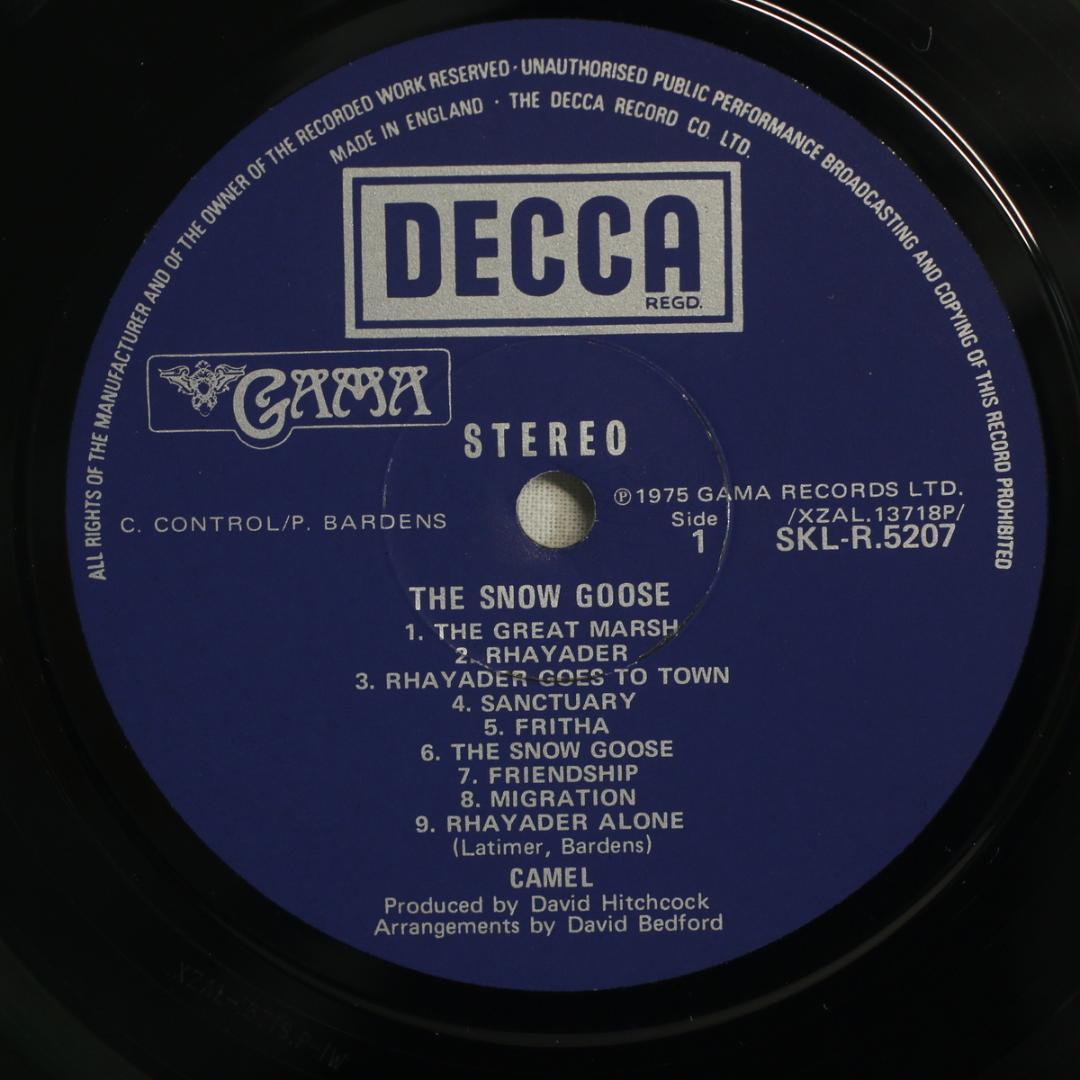 ALL RIGHTS OF THE MANUFACTURER AND OF THE OWNER OF THE RECORDED WORK RESERVED · UNAUTHORISED PUBLIC PERFORMANCE BROADCASTING AND COPYING OF THIS RECORD PROHIBITED
MADE IN ENGLAND · THE DECCA RECORD CO. LTD.
DECCA
REGD.
GAMA
STEREO
℗ 1975 GAMA RECORDS LTD.
C. CONTROL/P. BARDENS
Side
1
/XZAL.13718P/
SKL-R.5207
THE SNOW GOOSE
1. THE GREAT MARSH
2. RHAYADER
3. RHAYADER GOES TO TOWN
4. SANCTUARY
5. FRITHA
6. THE SNOW GOOSE
7. FRIENDSHIP
8. MIGRATION
9. RHAYADER ALONE
(Latimer, Bardens)
CAMEL
Produced by David Hitchcock
Arrangements by David Bedford